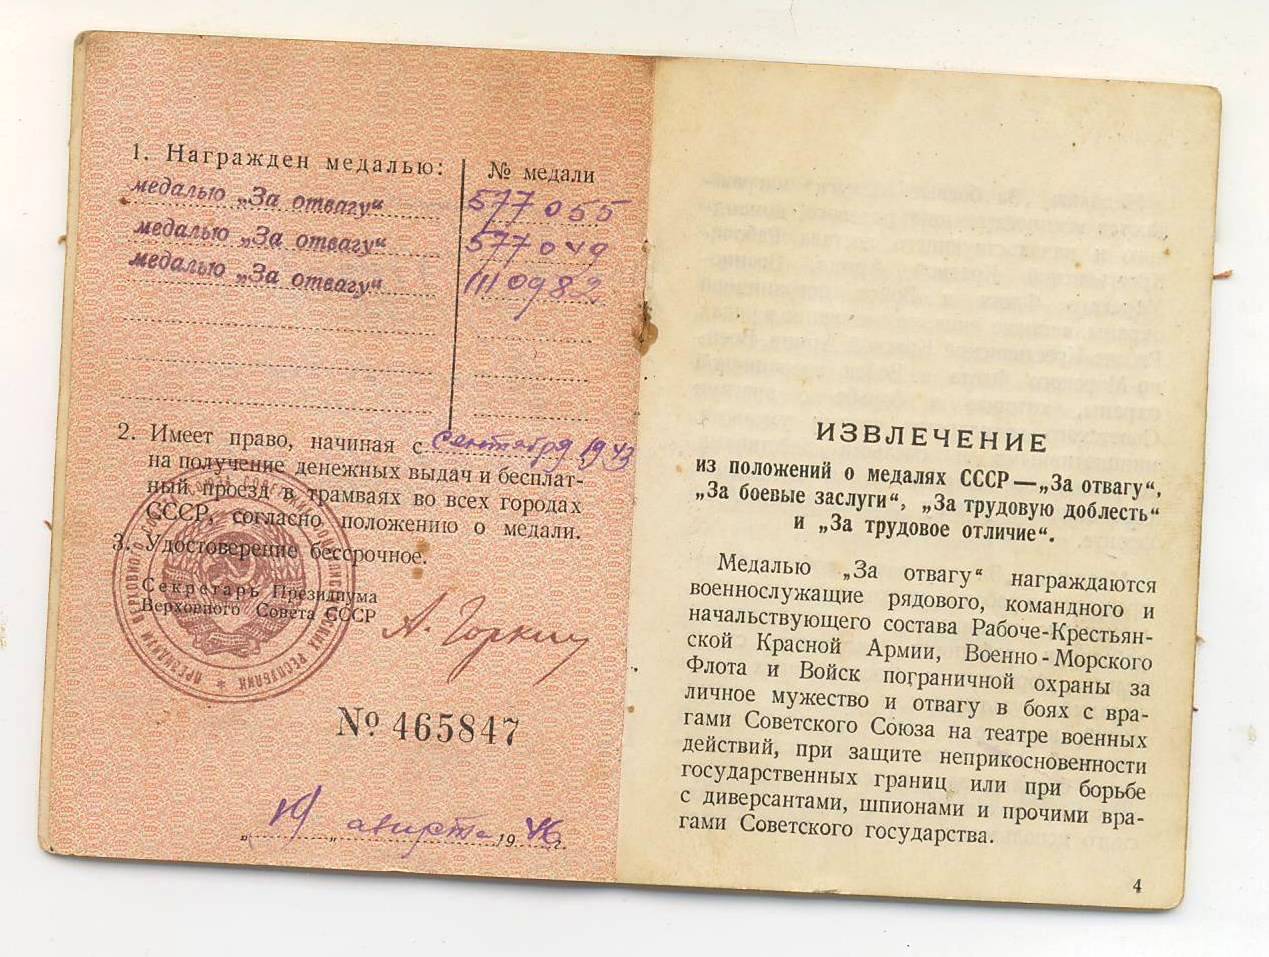 1. Награжден медалью:
№ медали
медалью „За отвагу“
577055
медалью „За отвагу“
577049
медалью „За отвагу“
1110982
2. Имеет право, начиная с сентября 1943
на получение денежных выдач и бесплат-
ный проезд в трамваях во всех городах
СССР, согласно положению о медали.
3. Удостоверение бессрочное.
Секретарь Президиума
Верховного Совета СССР
А. Горкин
№ 465847
„19“ августа 1946 г.
ИЗВЛЕЧЕНИЕ
из положений о медалях СССР—„За отвагу“,
„За боевые заслуги“, „За трудовую доблесть“
и „За трудовое отличие“.
Медалью „За отвагу“ награждаются
военнослужащие рядового, командного и
начальствующего состава Рабоче-Крестьян-
ской Красной Армии, Военно-Морского
Флота и Войск пограничной охраны за
личное мужество и отвагу в боях с вра-
гами Советского Союза на театре военных
действий, при защите неприкосновенности
государственных границ или при борьбе
с диверсантами, шпионами и прочими вра-
гами Советского государства.
4